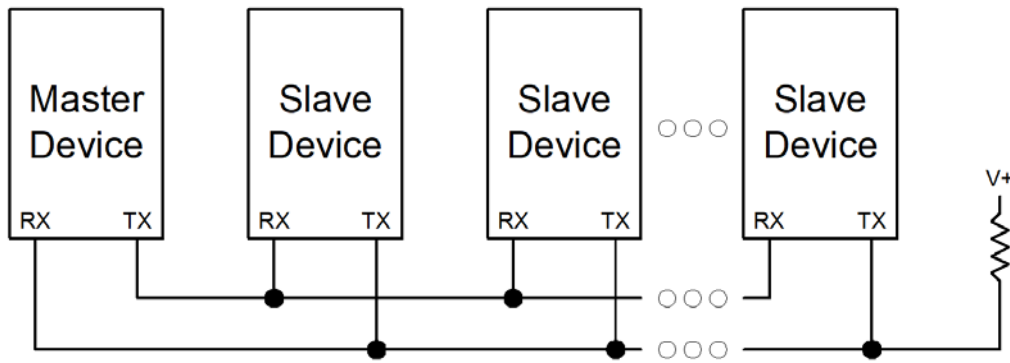 Master
Device
Slave
Device
Slave
Device
Slave
Device
RX TX
RX TX
RX TX
RX TX
V+